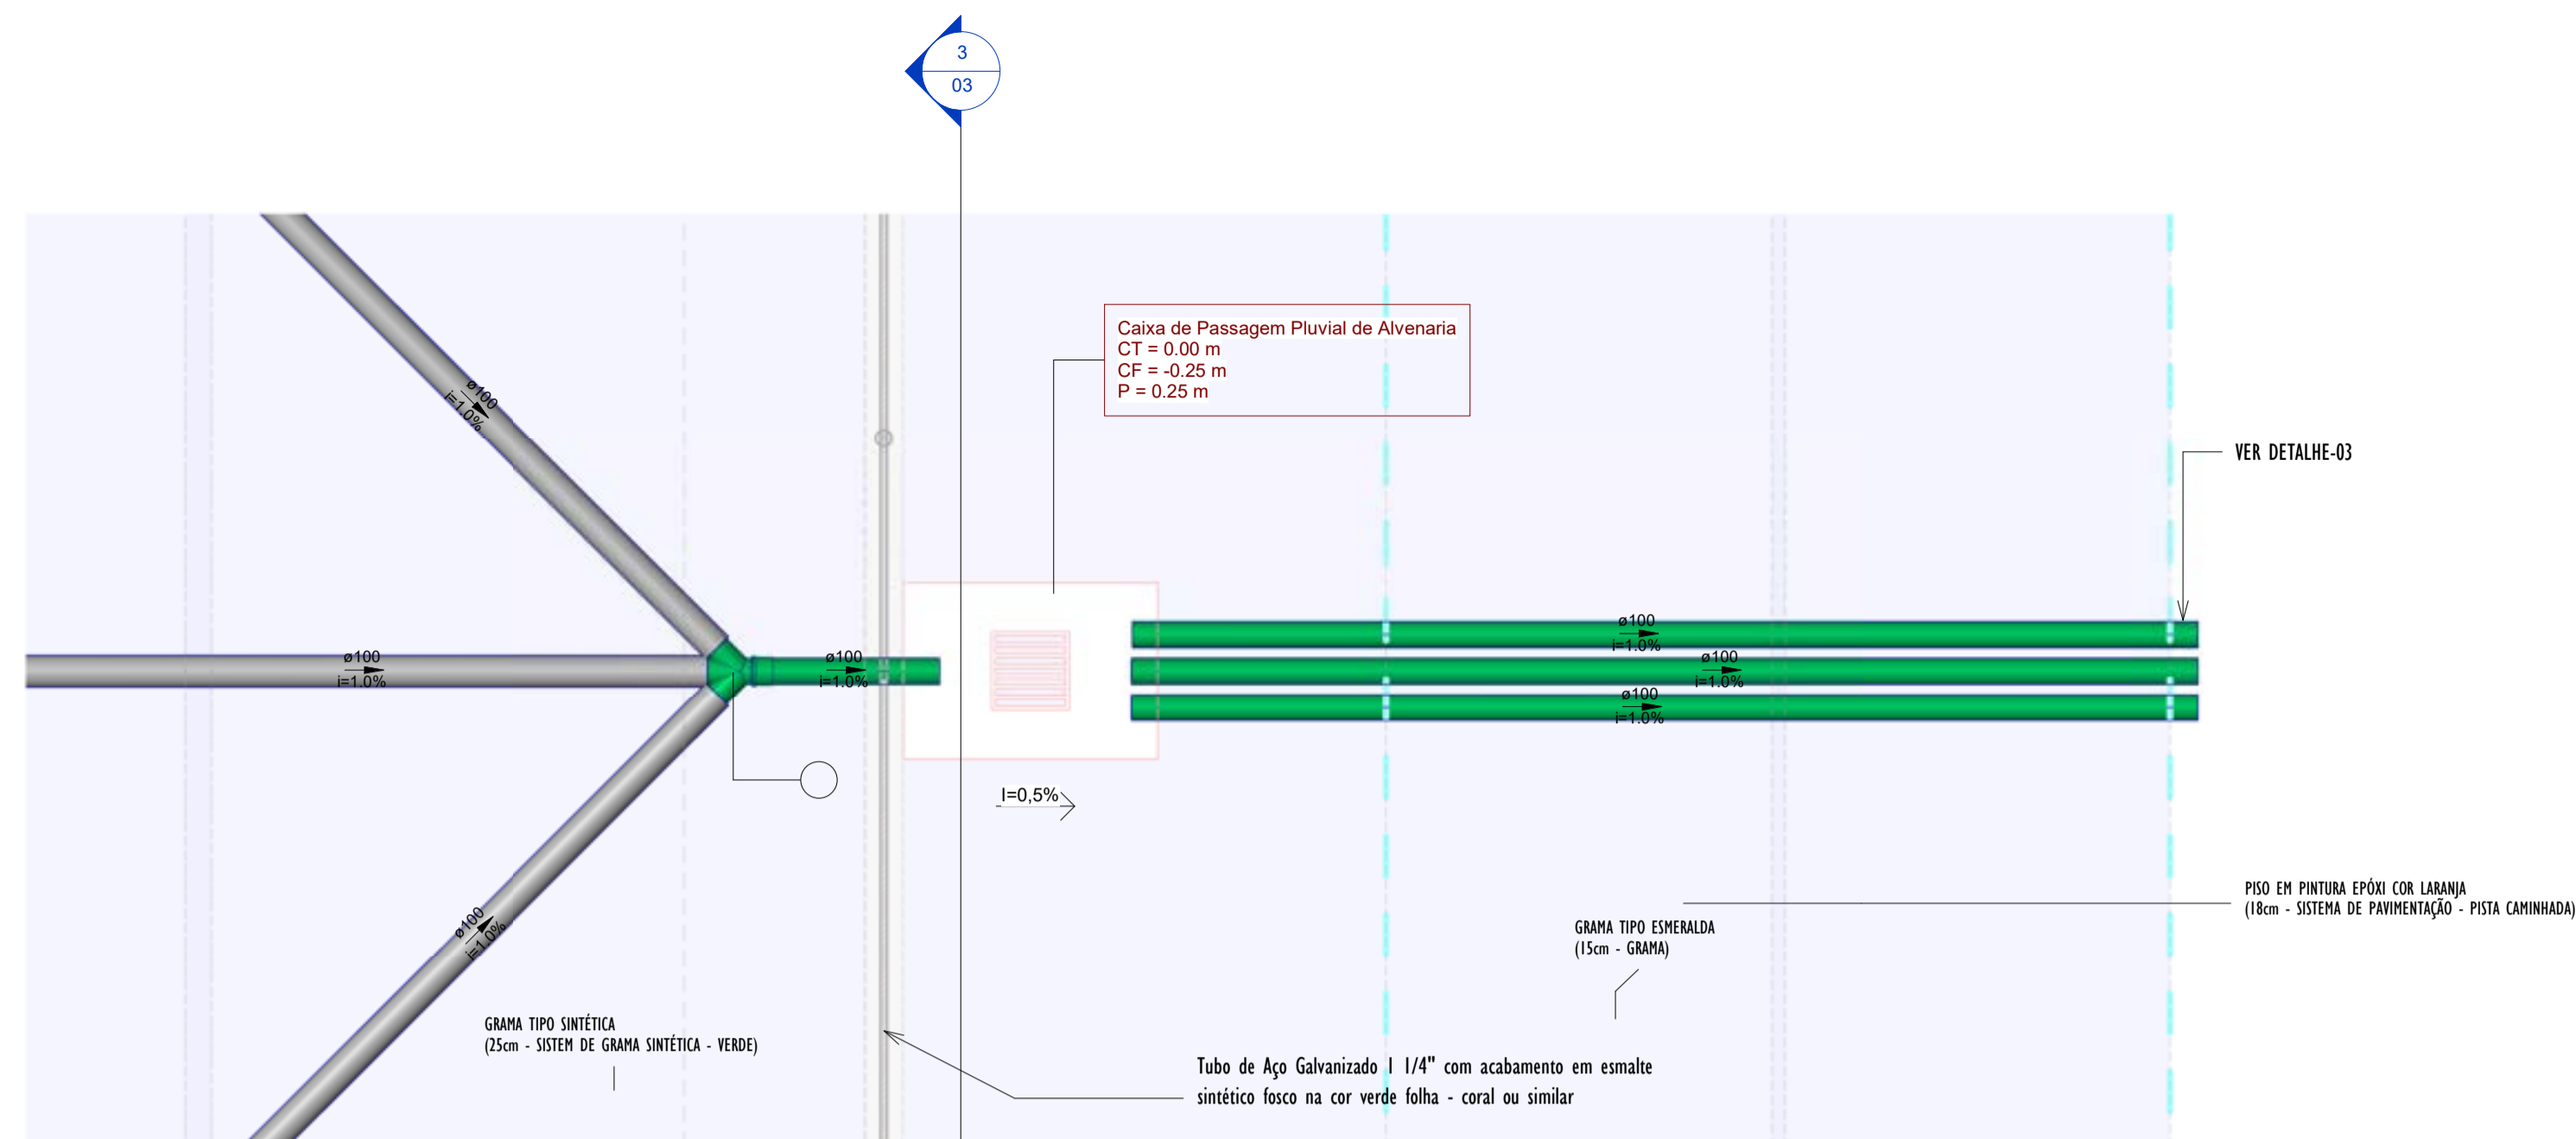 3
03
Caixa de Passagem Pluvial de Alvenaria
CT = 0.00 m
CF = -0.25 m
P = 0.25 m
ø100
i=1.0%
VER DETALHE-03
ø100
i=1.0%
ø100
i=1.0%
ø100
i=1.0%
ø100
i=1.0%
ø100
i=1.0%
I=0,5%
PISO EM PINTURA EPÓXI COR LARANJA
(18cm - SISTEMA DE PAVIMENTAÇÃO - PISTA CAMINHADA)
GRAMA TIPO ESMERALDA
(15cm - GRAMA)
ø100
i=1.0%
GRAMA TIPO SINTÉTICA
(25cm - SISTEM DE GRAMA SINTÉTICA - VERDE)
Tubo de Aço Galvanizado 1 1/4" com acabamento em esmalte
sintético fosco na cor verde folha - coral ou similar